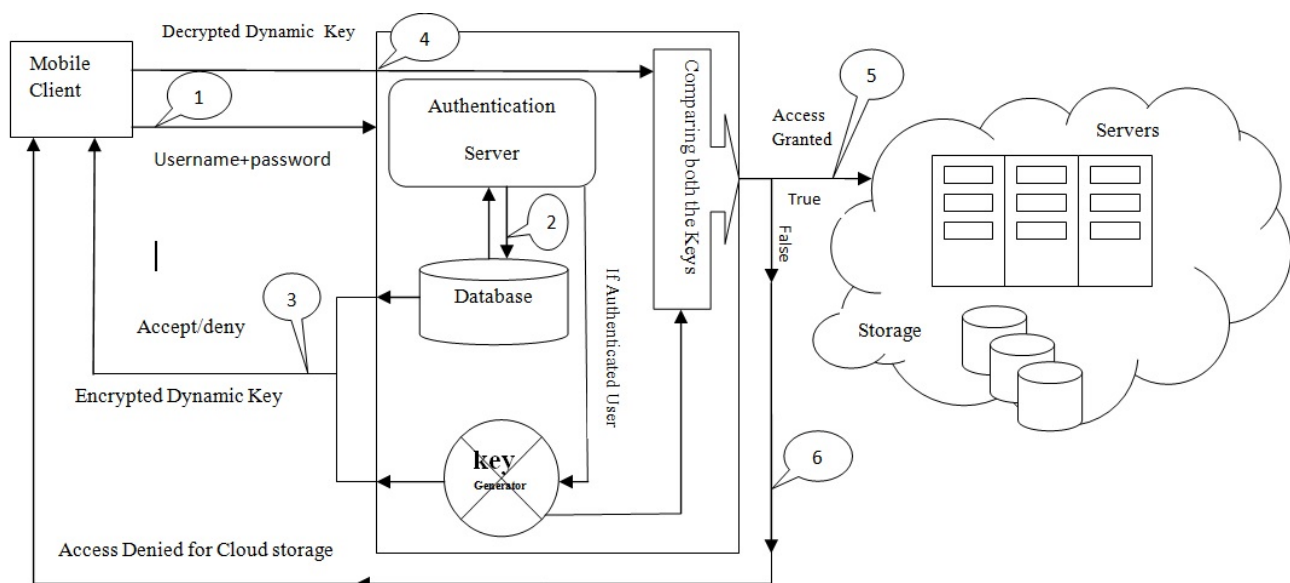 Decrypted Dynamic Key
4
Mobile
Client
1
Username+password
Authentication
Server
2
Database
3
Accept/deny
Encrypted Dynamic Key
If Authenticated User
key
Generator
Comparing both the Keys
5
Access
Granted
True
False
Servers
Storage
6
Access Denied for Cloud storage